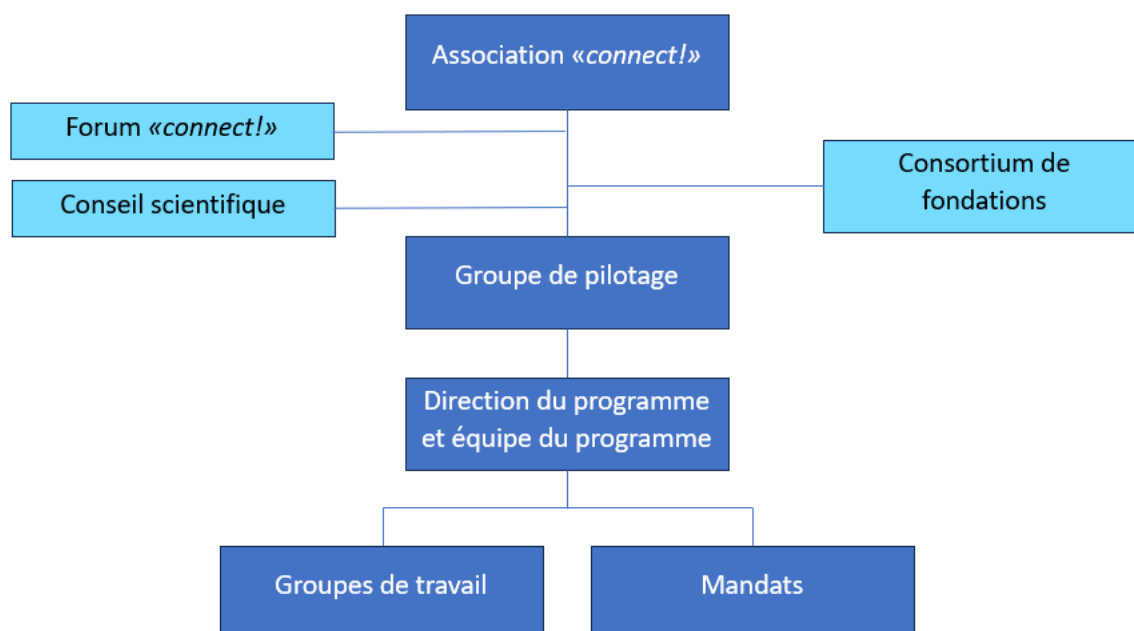 Association «connect!»
Forum «connect!»
Consortium de
fondations
Conseil scientifique
Groupe de pilotage
Direction du programme
et équipe du programme
Groupes de travail
Mandats